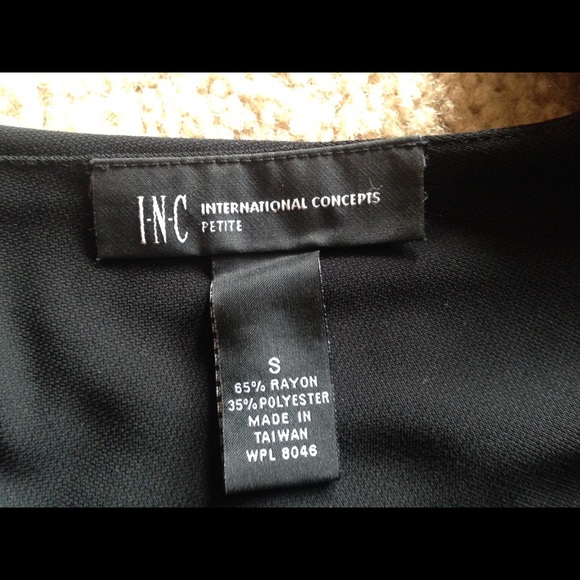 I-N-C INTERNATIONAL CONCEPTS
PETITE
S
65% RAYON
35% POLYESTER
MADE IN
TAIWAN
WPL 8046